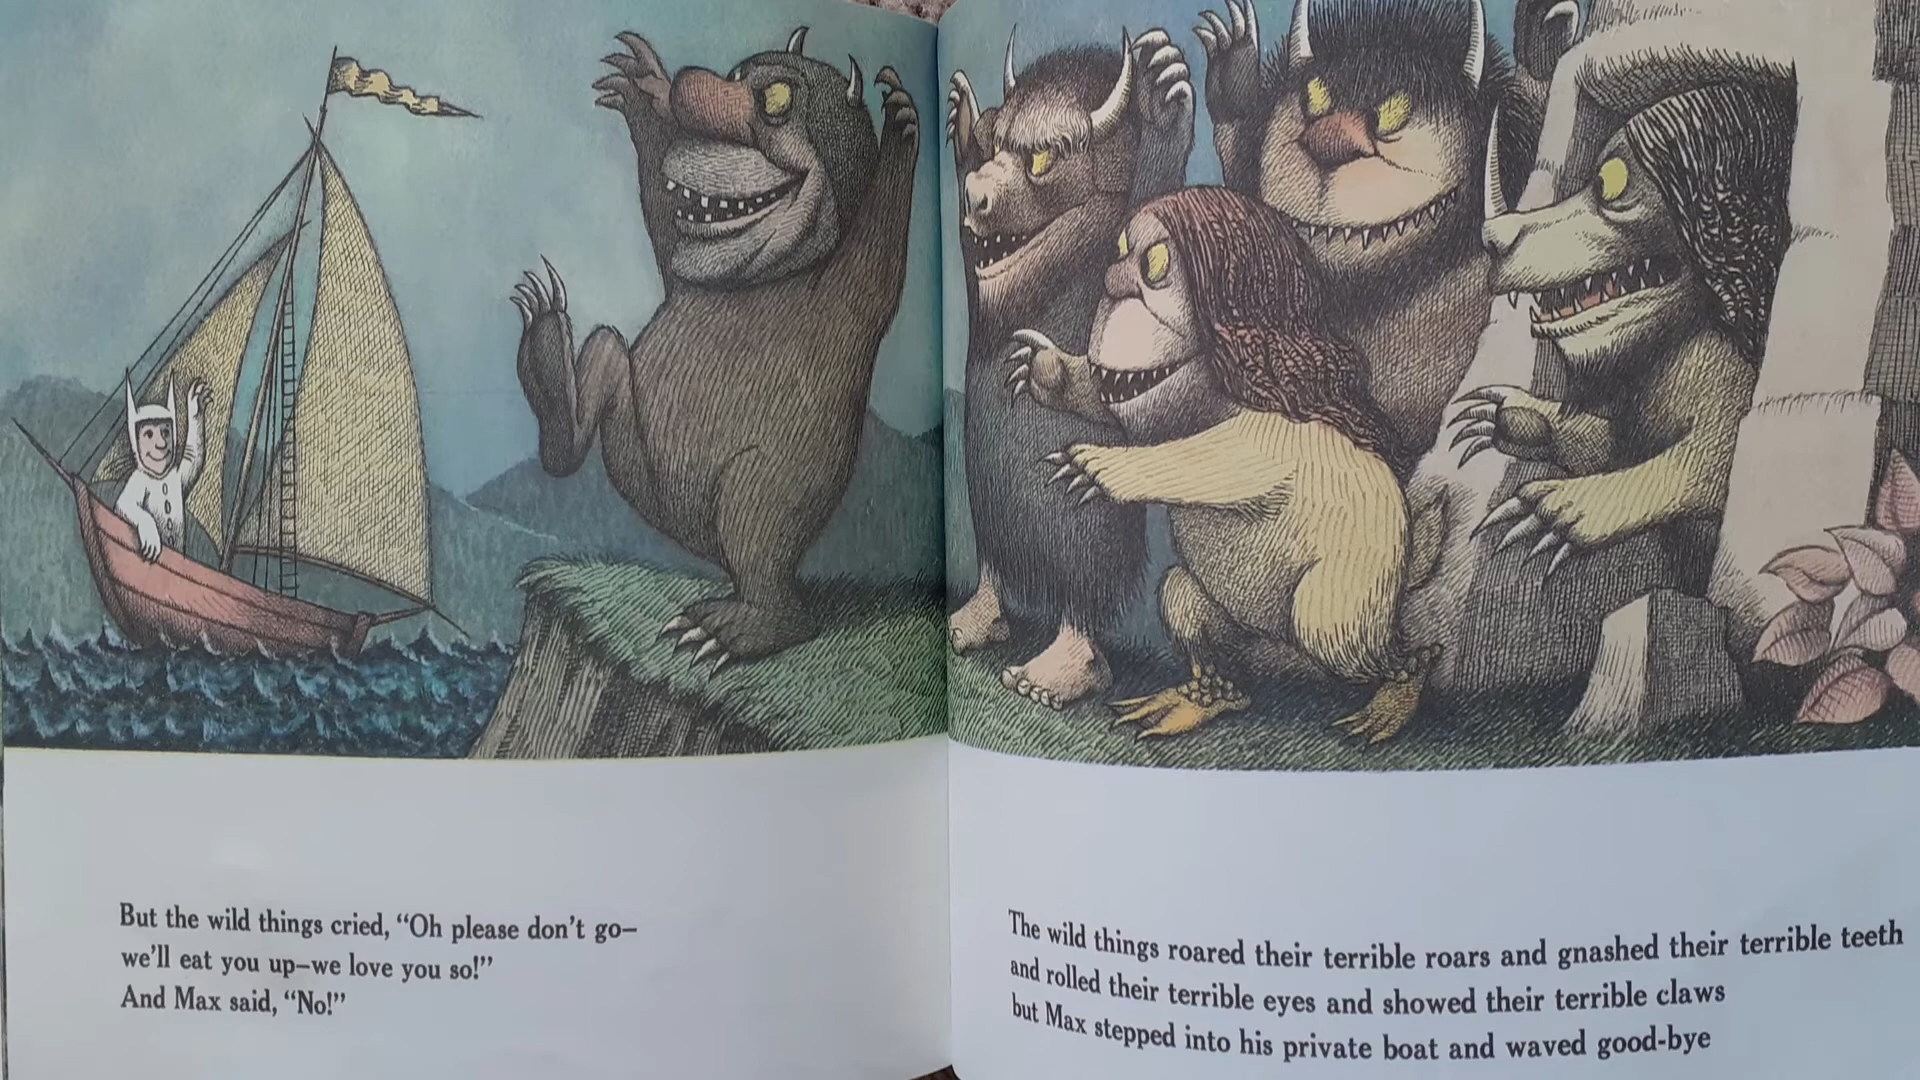 But the wild things cried, “Oh please don’t go–
we’ll eat you up–we love you so!”
And Max said, “No!”
The wild things roared their terrible roars and gnashed their terrible teeth
and rolled their terrible eyes and showed their terrible claws
but Max stepped into his private boat and waved good-bye